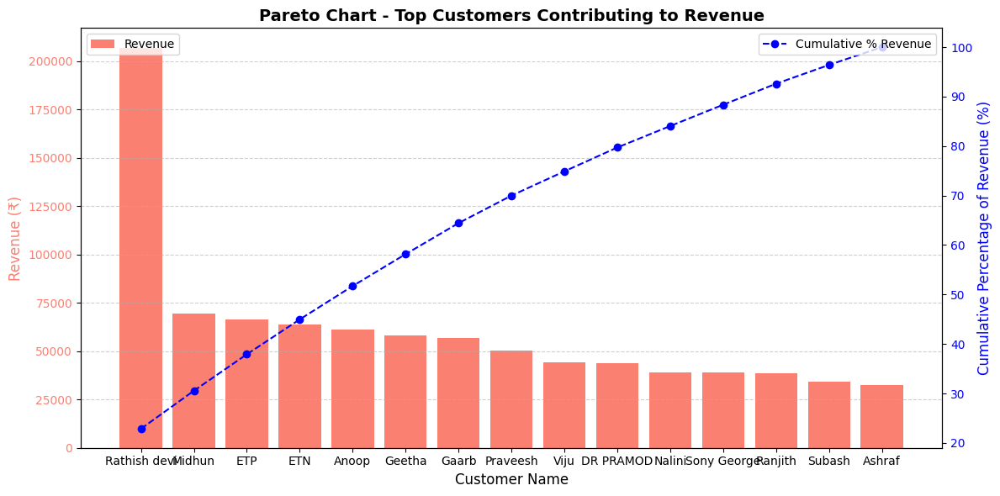 Pareto Chart - Top Customers Contributing to Revenue
Revenue
Cumulative % Revenue
Revenue (₹)
200000
175000
150000
125000
100000
75000
50000
25000
0
100
90
80
70
60
50
40
30
20
Cumulative Percentage of Revenue (%)
Rathish devi Midhun ETP ETN Anoop Geetha Gaarb Praveesh Viju DR PRAMOD Nalini Sony George Ranjith Subash Ashraf
Customer Name